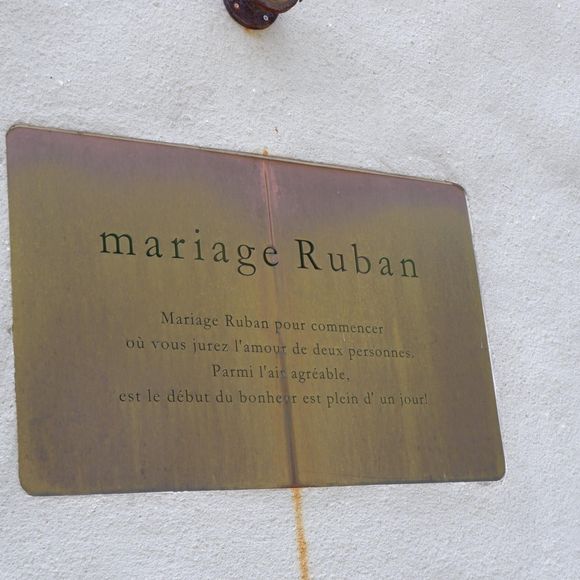 mariage Ruban
Mariage Ruban pour commencer
où vous jurez l'amour de deux personnes.
Parmi l'air agréable,
est le début du bonheur est plein d' un jour!